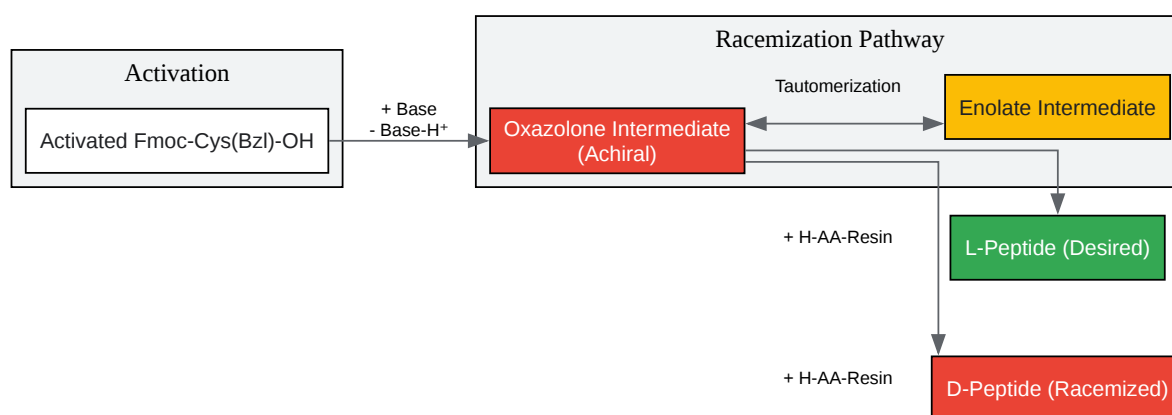 Racemization Pathway
Activation
Activated Fmoc-Cys(Bzl)-OH
+ Base
- Base-H⁺
Oxazolone Intermediate
(Achiral)
Tautomerization
Enolate Intermediate
+ H-AA-Resin
L-Peptide (Desired)
+ H-AA-Resin
D-Peptide (Racemized)